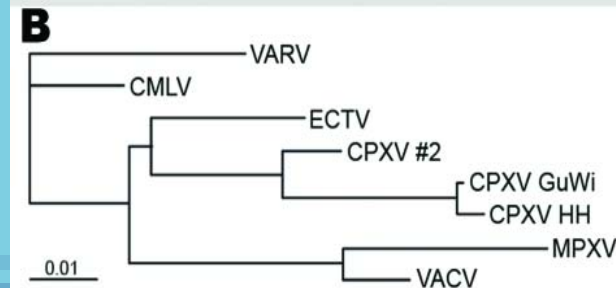 B
VARV
CMLV
ECTV
CPXV #2
CPXV GuWi
CPXV HH
MPXV
0.01
VACV